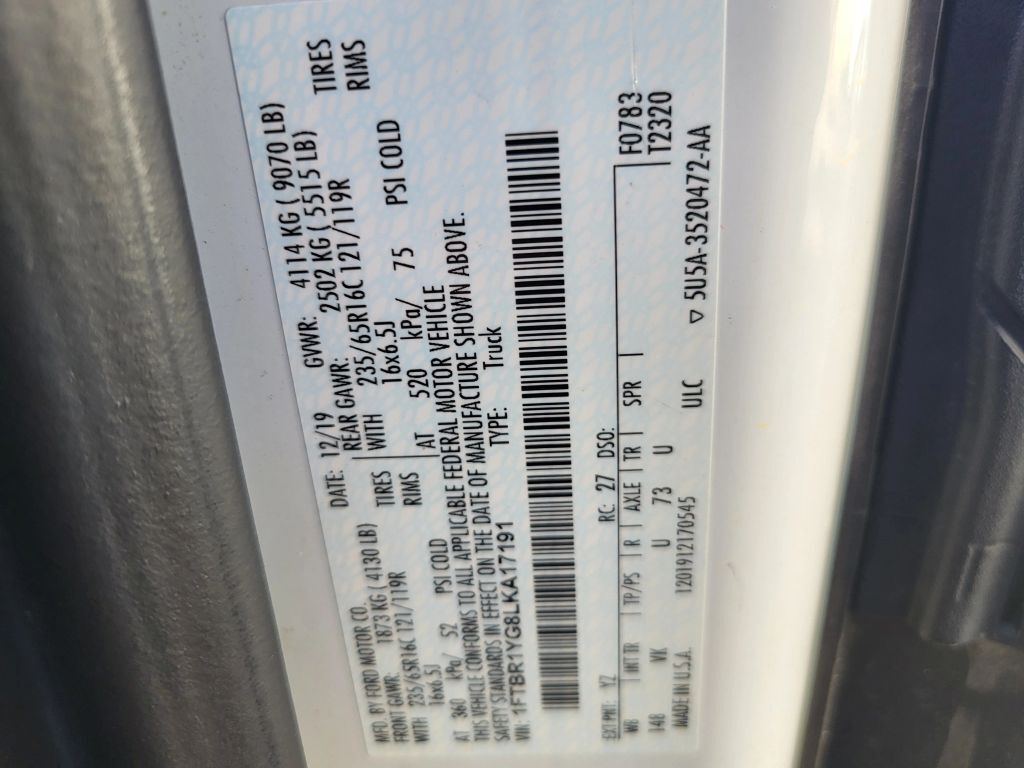 MFD. BY FORD MOTOR CO. DATE: 12/19 GVWR: 4114 KG ( 9070 LB)
FRONT GAWR: 1873 KG ( 4130 LB) REAR GAWR: 2502 KG ( 5515 LB)
WITH 235/65R16C 121/119R TIRES WITH 235/65R16C 121/119R TIRES
16x6.5J RIMS 16x6.5J RIMS
AT 360 kPa/ 52 PSI COLD AT 520 kPa/ 75 PSI COLD
THIS VEHICLE CONFORMS TO ALL APPLICABLE FEDERAL MOTOR VEHICLE
SAFETY STANDARDS IN EFFECT ON THE DATE OF MANUFACTURE SHOWN ABOVE.
VIN: 1FTBR1YG8LKA17191 TYPE: Truck
EXT PNT: YZ RC: 27 DSO: F0783
WB INT TR TP/PS R AXLE TR SPR T2320
148 VK U 73 U
MADE IN U.S.A. 1201912170545 ULC ▽ 5U5A-3520472-AA